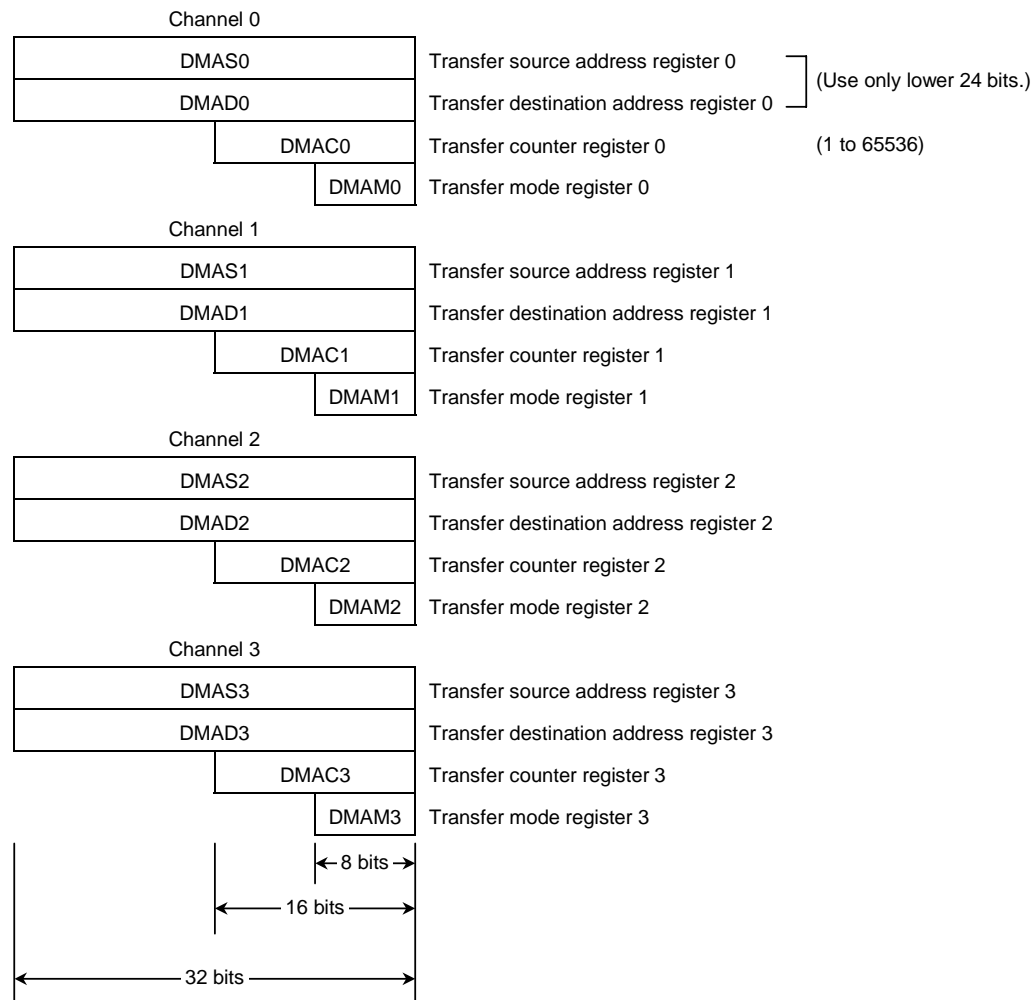 Channel 0
DMAS0 Transfer source address register 0
(Use only lower 24 bits.)
DMAD0 Transfer destination address register 0
DMAC0 Transfer counter register 0 (1 to 65536)
DMAM0 Transfer mode register 0
Channel 1
DMAS1 Transfer source address register 1
DMAD1 Transfer destination address register 1
DMAC1 Transfer counter register 1
DMAM1 Transfer mode register 1
Channel 2
DMAS2 Transfer source address register 2
DMAD2 Transfer destination address register 2
DMAC2 Transfer counter register 2
DMAM2 Transfer mode register 2
Channel 3
DMAS3 Transfer source address register 3
DMAD3 Transfer destination address register 3
DMAC3 Transfer counter register 3
DMAM3 Transfer mode register 3
8 bits
16 bits
32 bits